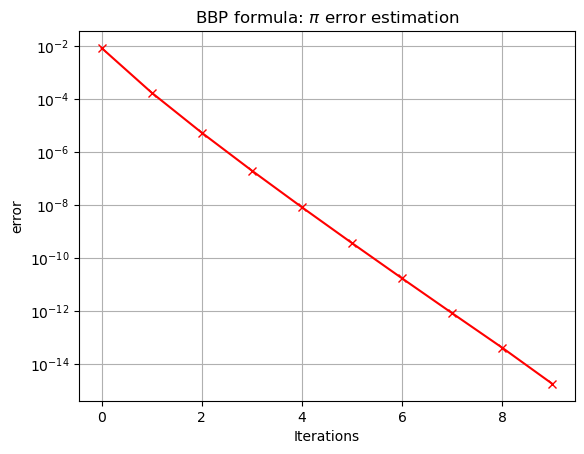 BBP formula: π error estimation
10⁻²
10⁻⁴
10⁻⁶
10⁻⁸
10⁻¹⁰
10⁻¹²
10⁻¹⁴
error
0 2 4 6 8
Iterations